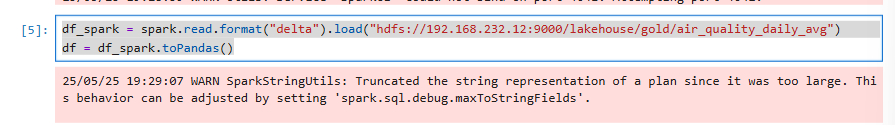 [5]: df_spark = spark.read.format("delta").load("hdfs://192.168.232.12:9000/lakehouse/gold/air_quality_daily_avg")
df = df_spark.toPandas()
25/05/25 19:29:07 WARN SparkStringUtils: Truncated the string representation of a plan since it was too large. Thi
s behavior can be adjusted by setting 'spark.sql.debug.maxToStringFields'.